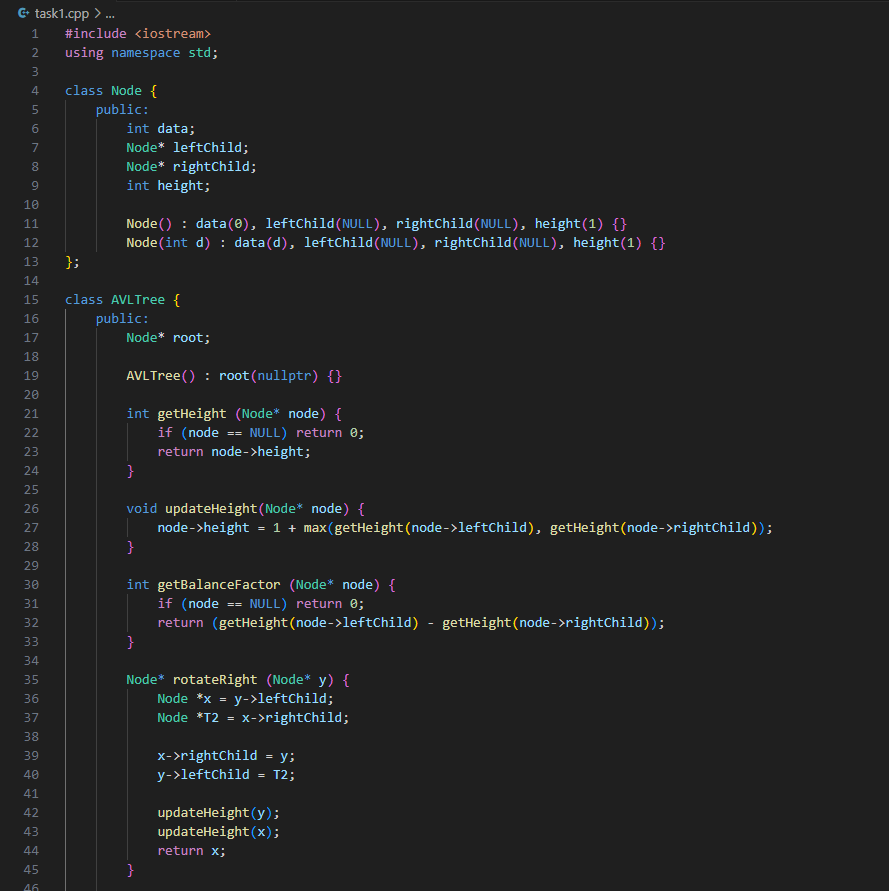 task1.cpp > ...
1 #include <iostream>
2 using namespace std;
3
4 class Node {
5     public:
6         int data;
7         Node* leftChild;
8         Node* rightChild;
9         int height;
10
11         Node() : data(0), leftChild(NULL), rightChild(NULL), height(1) {}
12         Node(int d) : data(d), leftChild(NULL), rightChild(NULL), height(1) {}
13 };
14
15 class AVLTree {
16     public:
17         Node* root;
18
19         AVLTree() : root(nullptr) {}
20
21         int getHeight (Node* node) {
22             if (node == NULL) return 0;
23             return node->height;
24         }
25
26         void updateHeight(Node* node) {
27             node->height = 1 + max(getHeight(node->leftChild), getHeight(node->rightChild));
28         }
29
30         int getBalanceFactor (Node* node) {
31             if (node == NULL) return 0;
32             return (getHeight(node->leftChild) - getHeight(node->rightChild));
33         }
34
35         Node* rotateRight (Node* y) {
36             Node *x = y->leftChild;
37             Node *T2 = x->rightChild;
38
39             x->rightChild = y;
40             y->leftChild = T2;
41
42             updateHeight(y);
43             updateHeight(x);
44             return x;
45         }
46